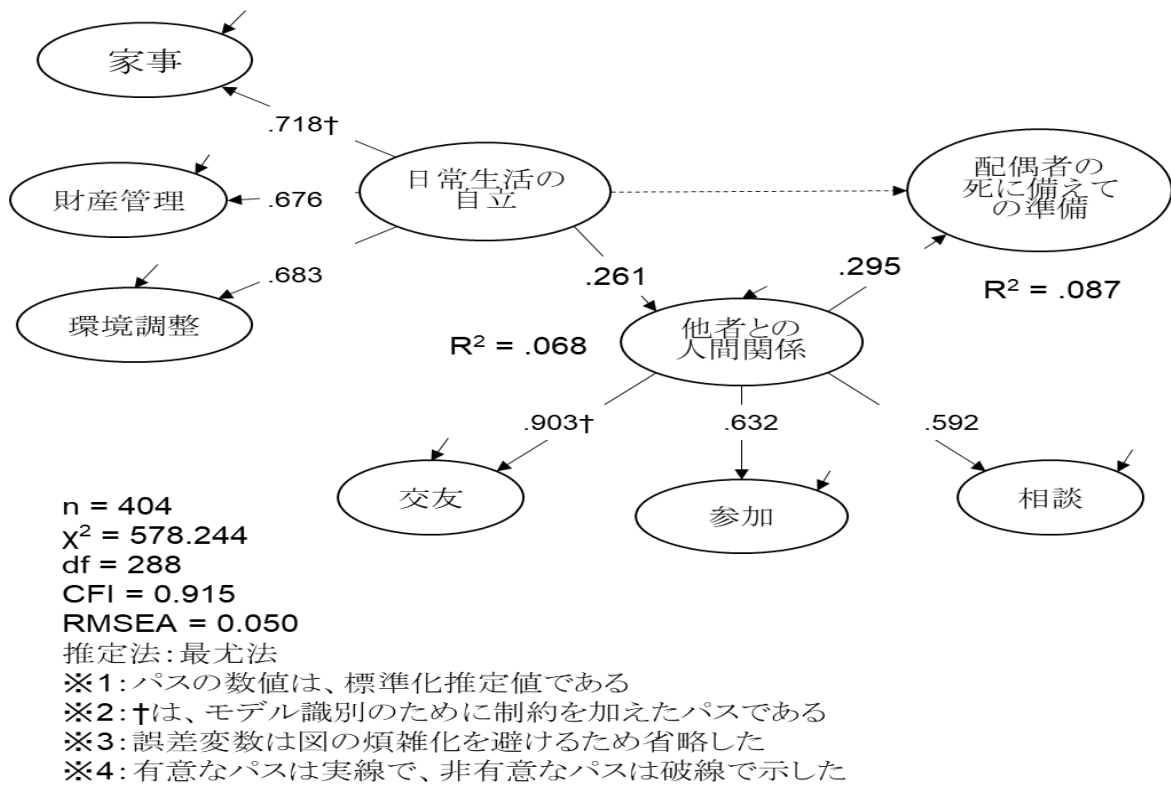 家事
.718†
日常生活の
自立
配偶者の
死に備えて
の準備
財産管理
.676
.683
.261
.295
R² = .087
環境調整
R² = .068
他者との
人間関係
.903†
.632
.592
交友
参加
相談
n = 404
χ² = 578.244
df = 288
CFI = 0.915
RMSEA = 0.050
推定法:最尤法
※1:パスの数値は、標準化推定値である
※2:†は、モデル識別のために制約を加えたパスである
※3:誤差変数は図の煩雑化を避けるため省略した
※4:有意なパスは実線で、非有意なパスは破線で示した